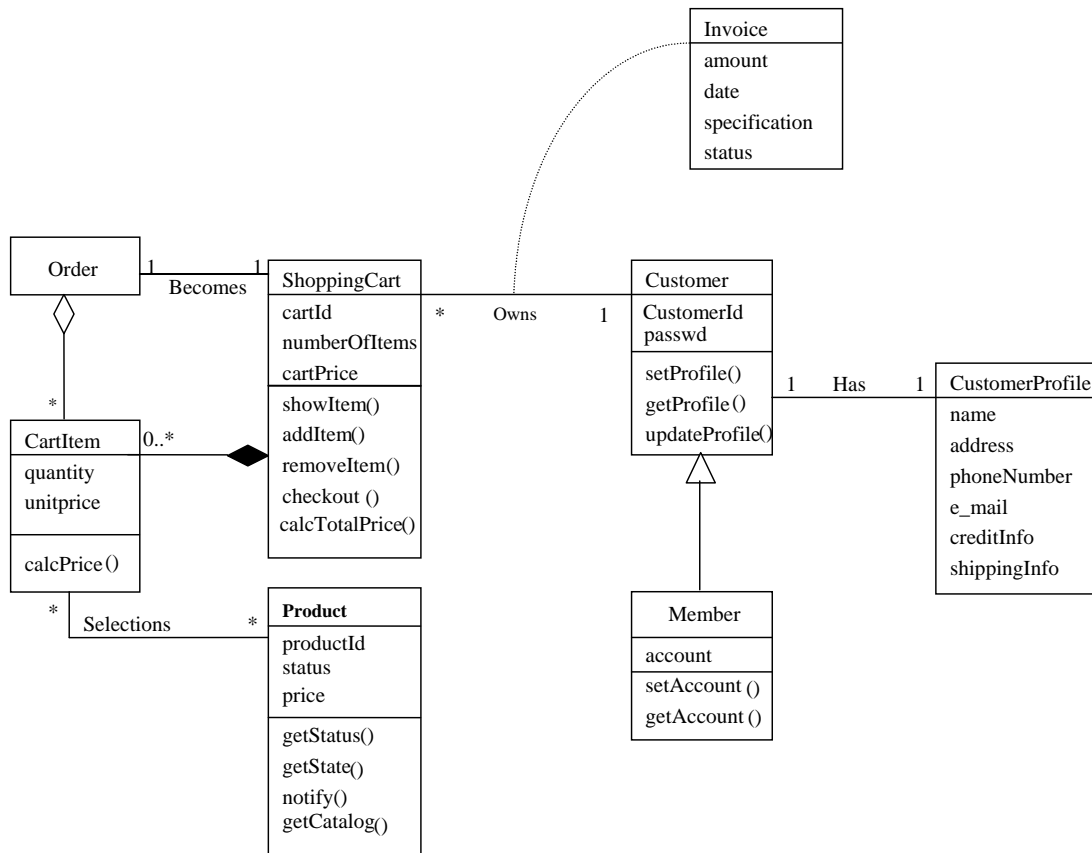 Invoice
amount
date
specification
status
Order
1
1
Becomes
ShoppingCart
cartId
numberOfItems
cartPrice
showItem()
addItem()
removeItem()
checkout ()
calcTotalPrice()
*
Owns
1
Customer
CustomerId
passwd
setProfile()
getProfile()
updateProfile()
1
Has
1
CustomerProfile
name
address
phoneNumber
e_mail
creditInfo
shippingInfo
*
CartItem
quantity
unitprice
calcPrice()
0..*
*
Selections
*
Product
productId
status
price
getStatus()
getState()
notify()
getCatalog()
Member
account
setAccount ()
getAccount ()